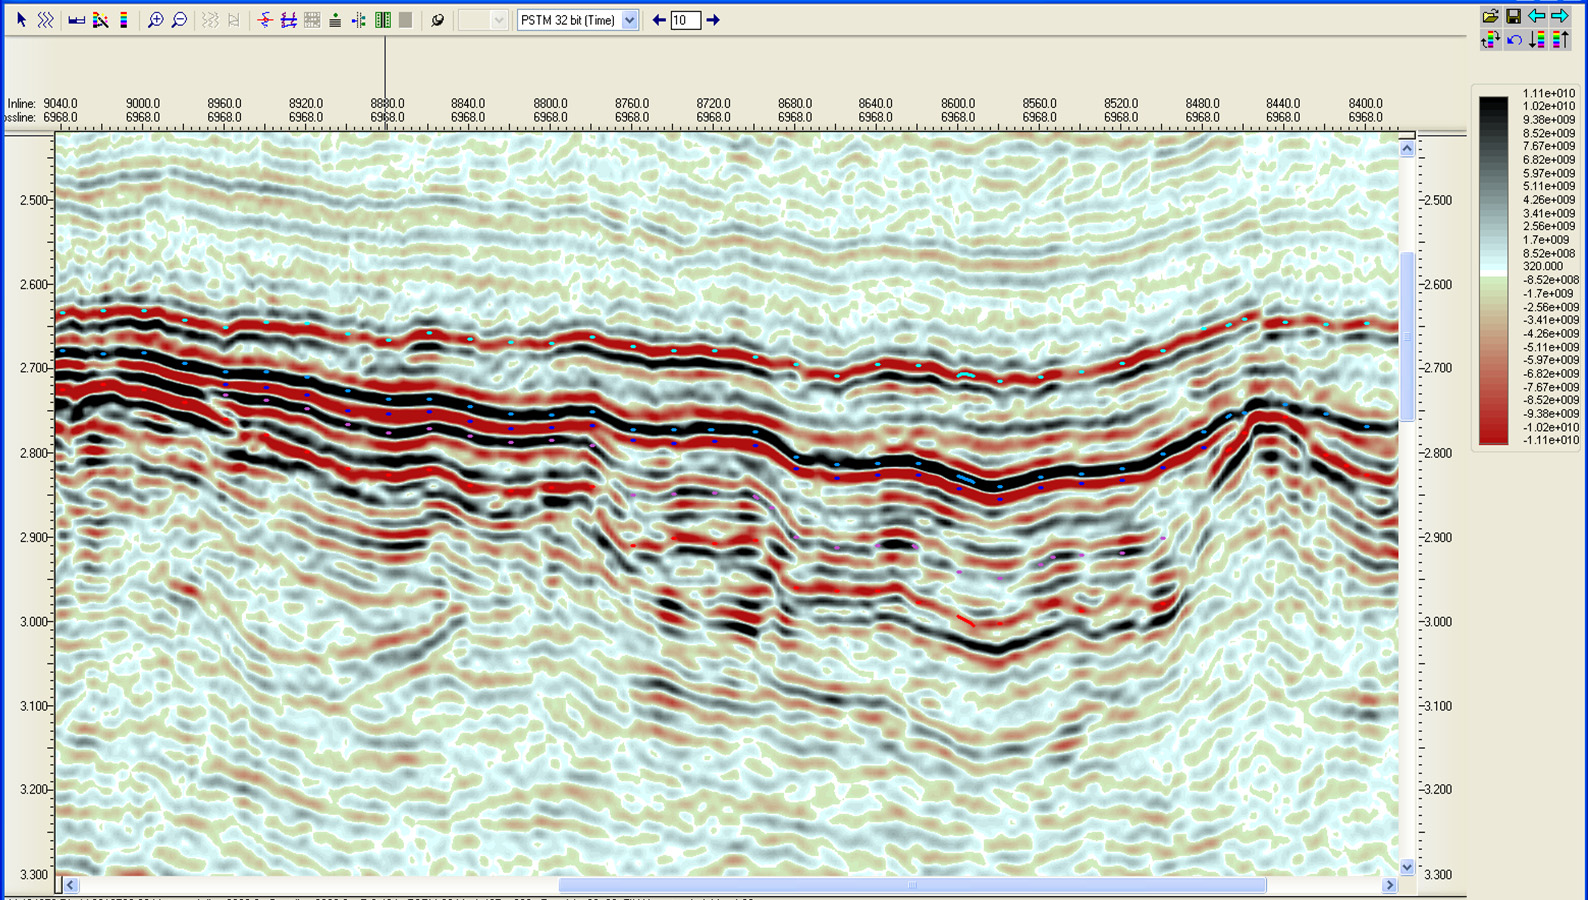 PSTM 32 bit (Time) 10
Inline: 9040.0 9000.0 8960.0 8920.0 8880.0 8840.0 8800.0 8760.0 8720.0 8680.0 8640.0 8600.0 8560.0 8520.0 8480.0 8440.0 8400.0
ossline: 6968.0 6968.0 6968.0 6968.0 6968.0 6968.0 6968.0 6968.0 6968.0 6968.0 6968.0 6968.0 6968.0 6968.0 6968.0 6968.0 6968.0
2.500 2.500
2.600 2.600
2.700 2.700
2.800 2.800
2.900 2.900
3.000 3.000
3.100 3.100
3.200 3.200
3.300 3.300
1.11e+010
1.02e+010
9.38e+009
8.52e+009
7.67e+009
6.82e+009
5.97e+009
5.11e+009
4.26e+009
3.41e+009
2.56e+009
1.7e+009
8.52e+008
320.000
-8.52e+008
-1.7e+009
-2.56e+009
-3.41e+009
-4.26e+009
-5.11e+009
-5.97e+009
-6.82e+009
-7.67e+009
-8.52e+009
-9.38e+009
-1.02e+010
-1.11e+010